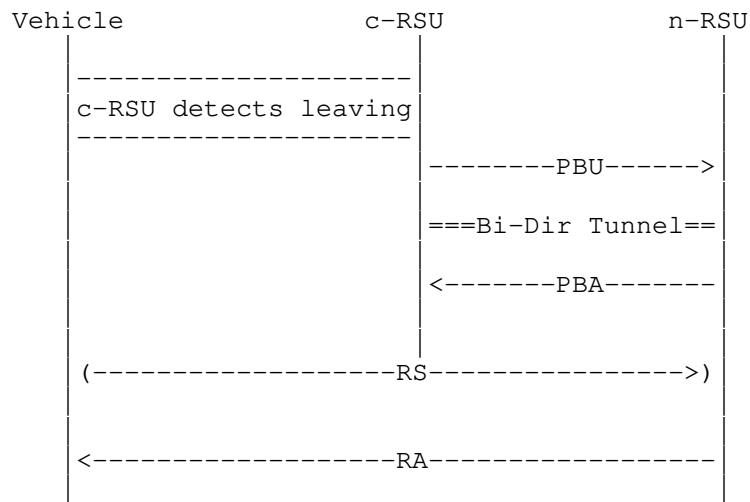 Vehicle c-RSU n-RSU
c-RSU detects leaving
PBU
Bi-Dir Tunnel
PBA
RS
RA